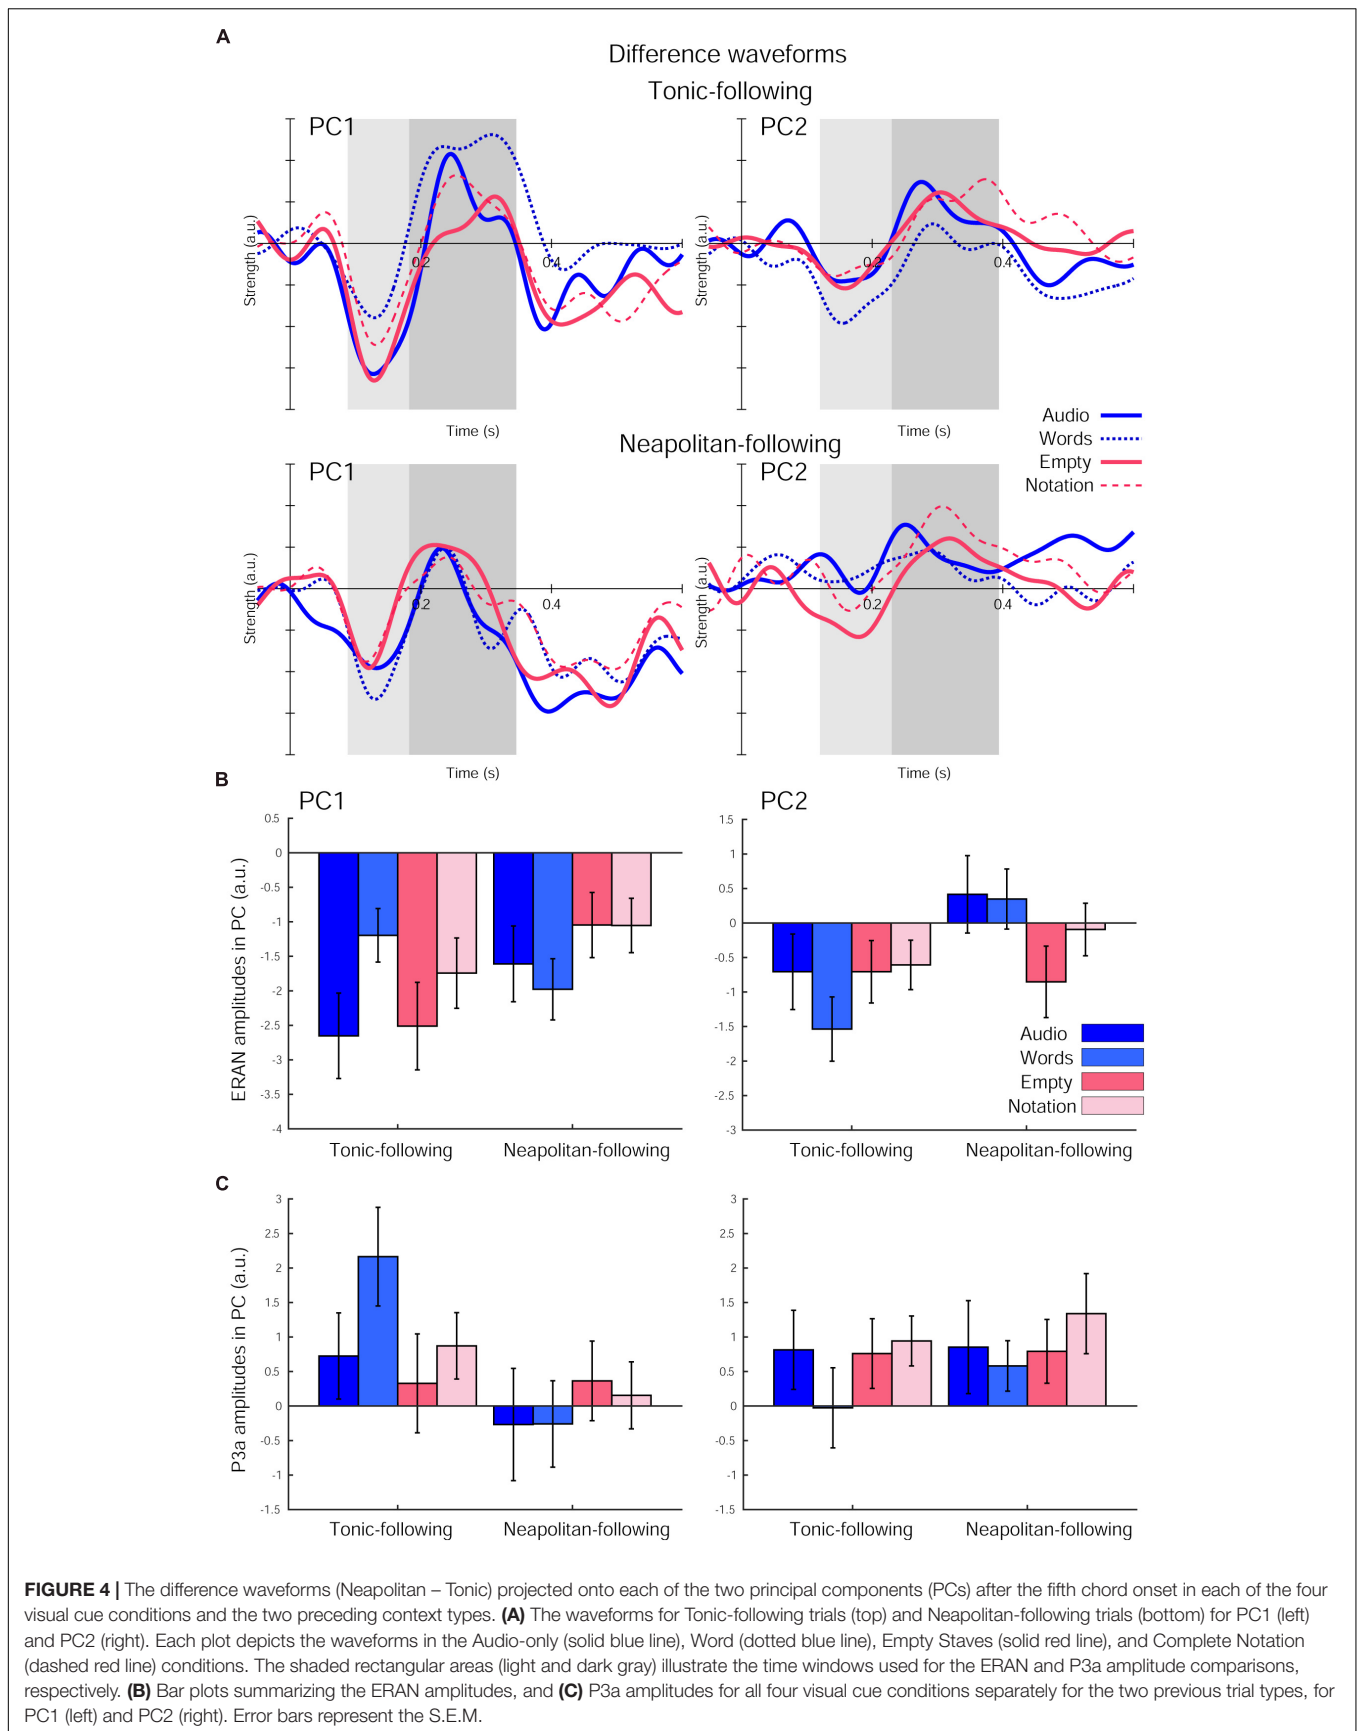 A
Difference waveforms
Tonic-following
PC1
PC2
Strength (a.u.)
0.2
0.4
Strength (a.u.)
0.2
0.4
Time (s)
Time (s)
Audio
Words
Empty
Notation
Neapolitan-following
PC1
PC2
Strength (a.u.)
0.2
0.4
Strength (a.u.)
0.2
0.4
Time (s)
Time (s)
B
PC1
PC2
ERAN amplitudes in PC (a.u.)
0.5
0
-0.5
-1
-1.5
-2
-2.5
-3
-3.5
-4
Tonic-following
Neapolitan-following
1.5
1
0.5
0
-0.5
-1
-1.5
-2
-2.5
-3
Audio
Words
Empty
Notation
Tonic-following
Neapolitan-following
C
P3a amplitudes in PC (a.u.)
3
2.5
2
1.5
1
0.5
0
-0.5
-1
-1.5
Tonic-following
Neapolitan-following
3
2.5
2
1.5
1
0.5
0
-0.5
-1
-1.5
Tonic-following
Neapolitan-following
FIGURE 4 | The difference waveforms (Neapolitan – Tonic) projected onto each of the two principal components (PCs) after the fifth chord onset in each of the four
visual cue conditions and the two preceding context types. (A) The waveforms for Tonic-following trials (top) and Neapolitan-following trials (bottom) for PC1 (left)
and PC2 (right). Each plot depicts the waveforms in the Audio-only (solid blue line), Word (dotted blue line), Empty Staves (solid red line), and Complete Notation
(dashed red line) conditions. The shaded rectangular areas (light and dark gray) illustrate the time windows used for the ERAN and P3a amplitude comparisons,
respectively. (B) Bar plots summarizing the ERAN amplitudes, and (C) P3a amplitudes for all four visual cue conditions separately for the two previous trial types, for
PC1 (left) and PC2 (right). Error bars represent the S.E.M.